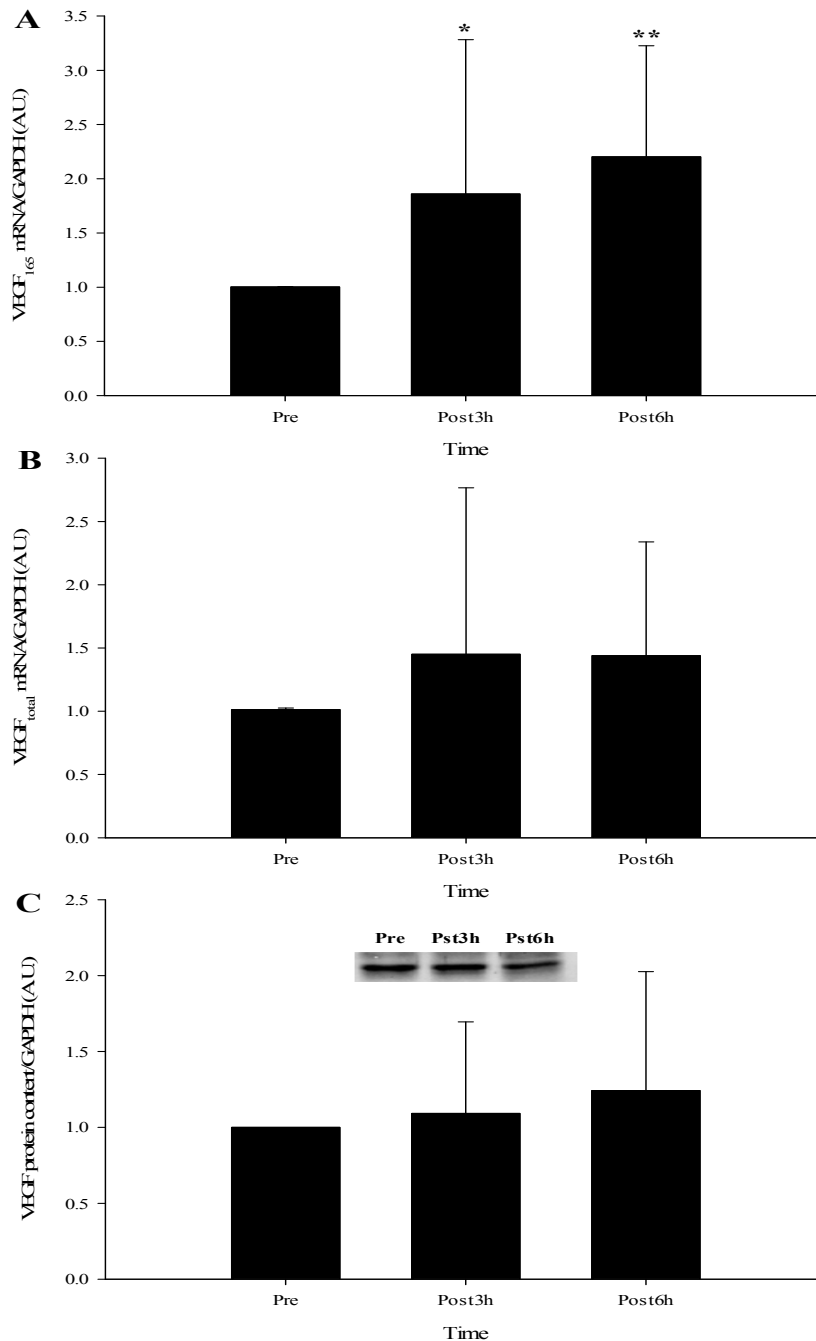 A
3.5
* **
3.0
2.5
2.0
1.5
1.0
0.5
0.0
VEGF165 mRNA/GAPDH (AU)
Pre Post3h Post6h
Time
B
3.0
2.5
2.0
1.5
1.0
0.5
0.0
VEGFtotal mRNA/GAPDH (AU)
Pre Post3h Post6h
Time
C
2.5
Pre Pst3h Pst6h
2.0
1.5
1.0
0.5
0.0
VEGF protein content/GAPDH (AU)
Pre Post3h Post6h
Time